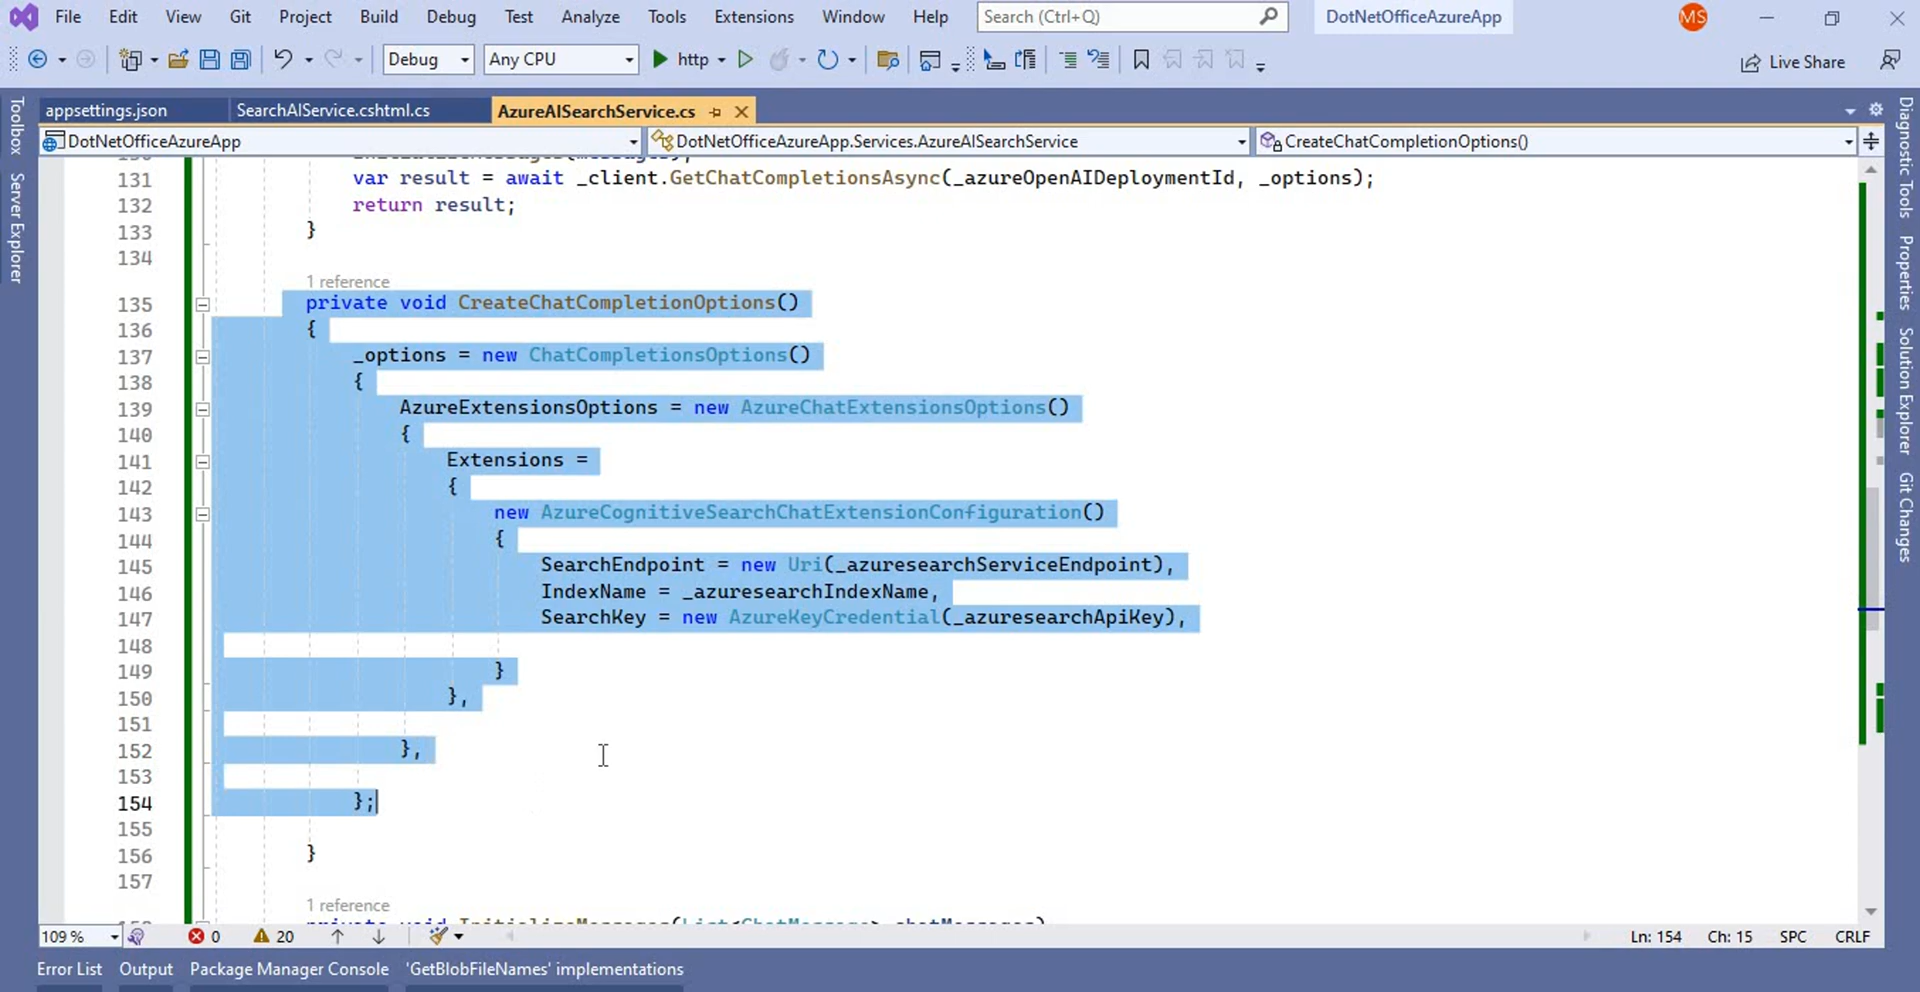 File Edit View Git Project Build Debug Test Analyze Tools Extensions Window Help Search (Ctrl+Q) DotNetOfficeAzureApp MS
Debug Any CPU http Live Share
appsettings.json SearchAIService.cshtml.cs AzureAISearchService.cs
DotNetOfficeAzureApp DotNetOfficeAzureApp.Services.AzureAISearchService CreateChatCompletionOptions()
Toolbox
Server Explorer
131 var result = await _client.GetChatCompletionsAsync(_azureOpenAIDeploymentId, _options);
132 return result;
133 }
134
1 reference
135 private void CreateChatCompletionOptions()
136 {
137 _options = new ChatCompletionsOptions()
138 {
139 AzureExtensionsOptions = new AzureChatExtensionsOptions()
140 {
141 Extensions =
142 {
143 new AzureCognitiveSearchChatExtensionConfiguration()
144 {
145 SearchEndpoint = new Uri(_azuresearchServiceEndpoint),
146 IndexName = _azuresearchIndexName,
147 SearchKey = new AzureKeyCredential(_azuresearchApiKey),
148
149 }
150 },
151
152 },
153
154 };
155
156 }
157
1 reference
Diagnostic Tools
Properties
Solution Explorer
Git Changes
109 % 0 20 Ln: 154 Ch: 15 SPC CRLF
Error List Output Package Manager Console 'GetBlobFileNames' implementations